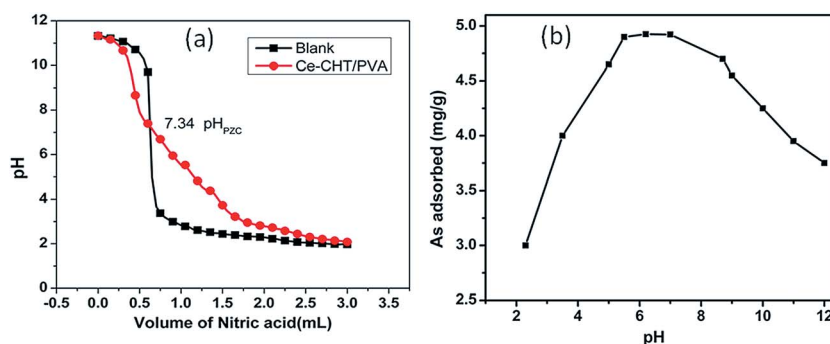 (a)
Blank
Ce-CHT/PVA
7.34 pHPZC
pH
12
10
8
6
4
2
0
-0.5 0.0 0.5 1.0 1.5 2.0 2.5 3.0
Volume of Nitric acid(mL)
(b)
As adsorbed (mg/g)
5.0
4.5
4.0
3.5
3.0
2.5
2 4 6 8 10 12
pH